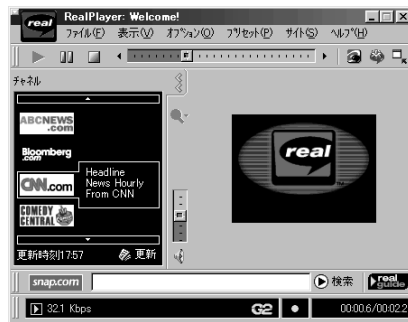 real
RealPlayer: Welcome!
ファイル(F) 表示(V) オプション(O) プリセット(P) サイト(S) ヘルプ(H)
チャネル
ABCNEWS
.com
Bloomberg
.com
CNN.com
Headline
News Hourly
From CNN
COMEDY
CENTRAL
更新時刻17:57
更新
real
snap.com
検索
real
guide
32.1 Kbps
G2
00:00.6/00:02.2